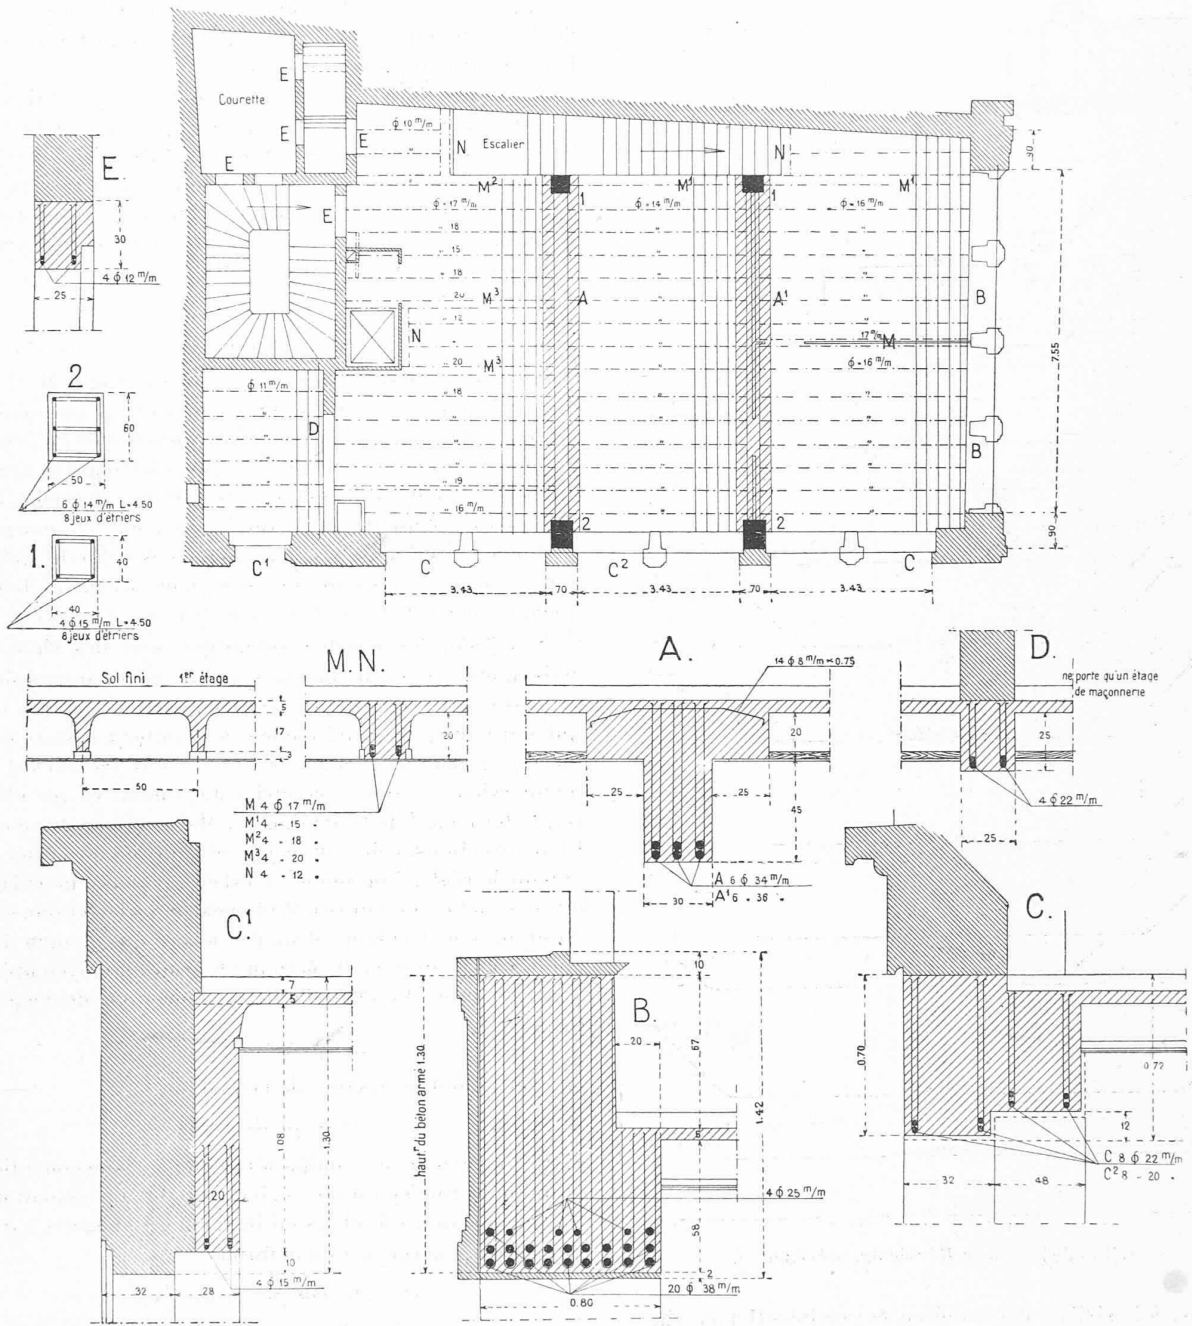 Courette
E
E
E
E
E
E
E.
30
25
4 ϕ 12 m/m
ϕ 10 m/m
"
N
Escalier
N
90
M²
M¹
M¹
1
1
ϕ = 17 m/m
ϕ = 14 m/m
ϕ = 16 m/m
" 18
" 15
" 18
20
M³
A
A¹
B
" 12
N
17 m/m
M
7.55
" 20
M³
ϕ = 16 m/m
ϕ 11 m/m
" 18
D
B
" 19
" 16 m/m
2
2
90
C¹
C
C²
C
3.43
70
3.43
70
3.43
2
60
50
6 ϕ 14 m/m L=4.50
8 jeux d'étriers
1.
40
40
4 ϕ 15 m/m L=4.50
8 jeux d'étriers
M.N.
Sol fini 1er étage
5
17
3
20
50
M 4 ϕ 17 m/m
M¹ 4 - 15 "
M² 4 - 18 "
M³ 4 - 20 "
N 4 - 12 "
A.
14 ϕ 8 m/m = 0.75
20
25
25
45
30
A 6 ϕ 34 m/m
A¹ 6 " 36 "
D.
ne porte qu'un étage
de maçonnerie
25
4 ϕ 22 m/m
25
C¹.
7
5
1.08
1.30
20
10
4 ϕ 15 m/m
32
28
B.
10
20
67
1.42
hautr du béton armé 1.30
5
4 ϕ 25 m/m
58
2
20 ϕ 38 m/m
0.80
C.
0.70
0.72
12
C 8 ϕ 22 m/m
C² 8 - 20 "
32
48